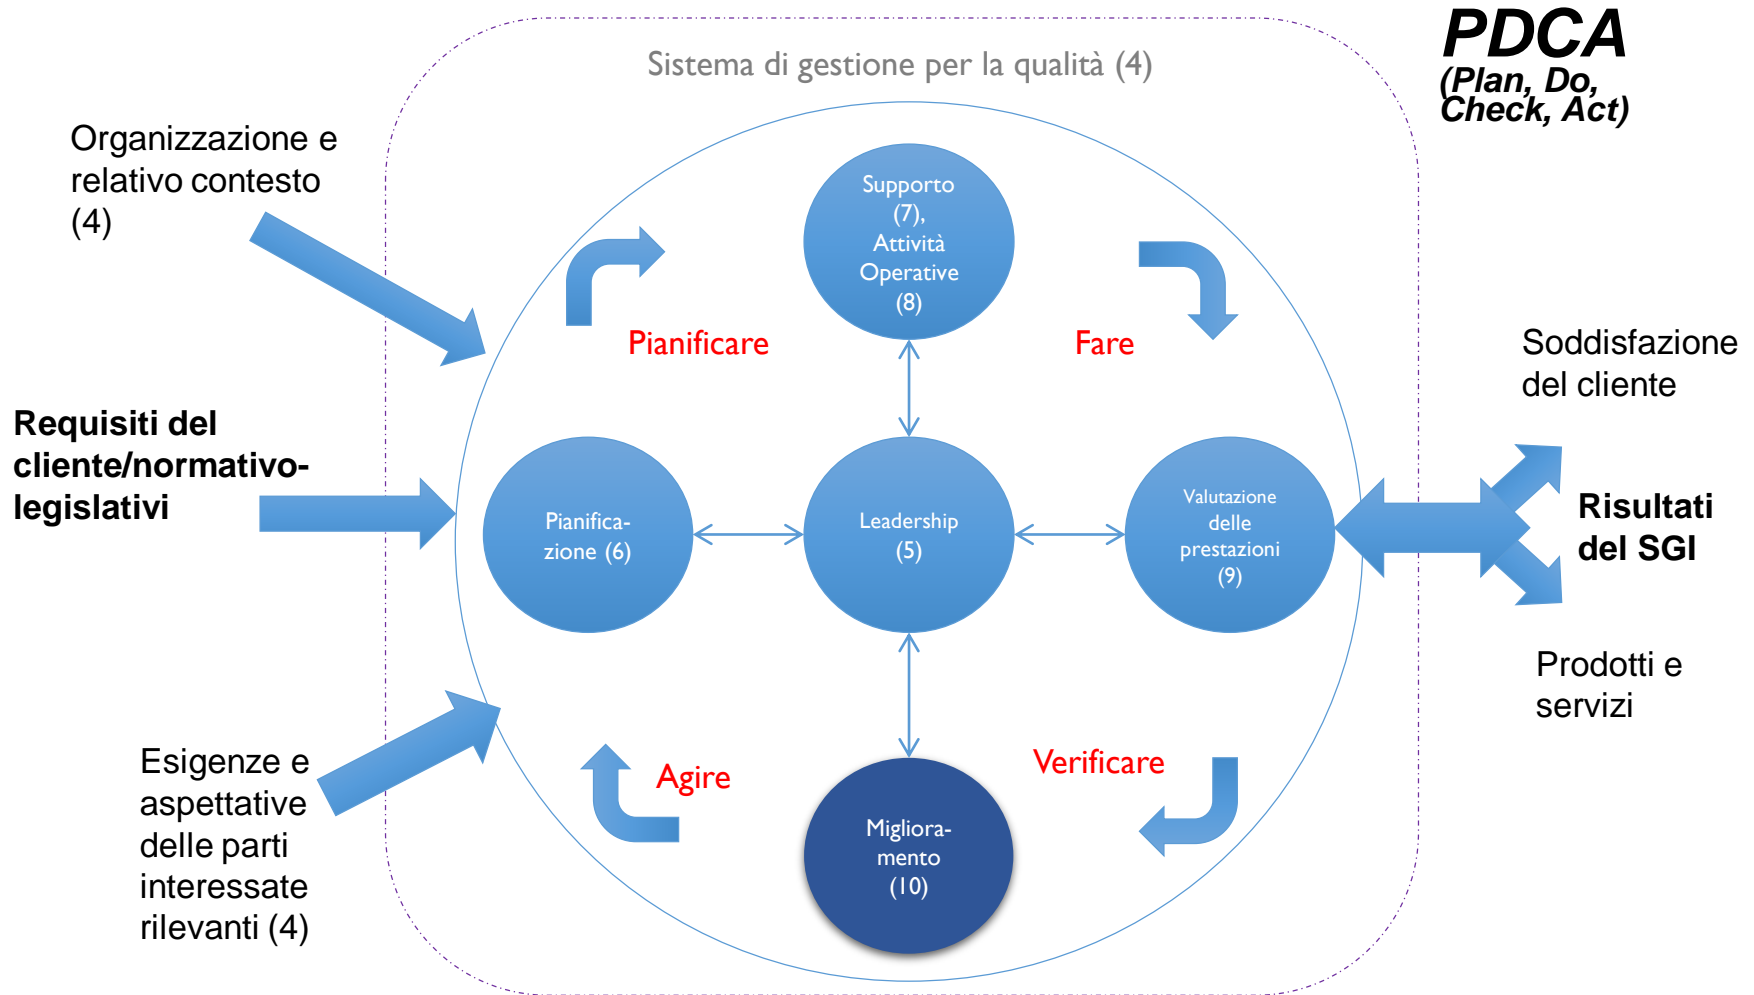 PDCA
(Plan, Do,
Check, Act)
Sistema di gestione per la qualità (4)
Organizzazione e
relativo contesto
(4)
Supporto
(7),
Attività
Operative
(8)
Pianificare
Fare
Soddisfazione
del cliente
Requisiti del
cliente/normativo-
legislativi
Pianifica-
zione (6)
Leadership
(5)
Valutazione
delle
prestazioni
(9)
Risultati
del SGI
Prodotti e
servizi
Esigenze e
aspettative
delle parti
interessate
rilevanti (4)
Agire
Verificare
Migliora-
mento
(10)